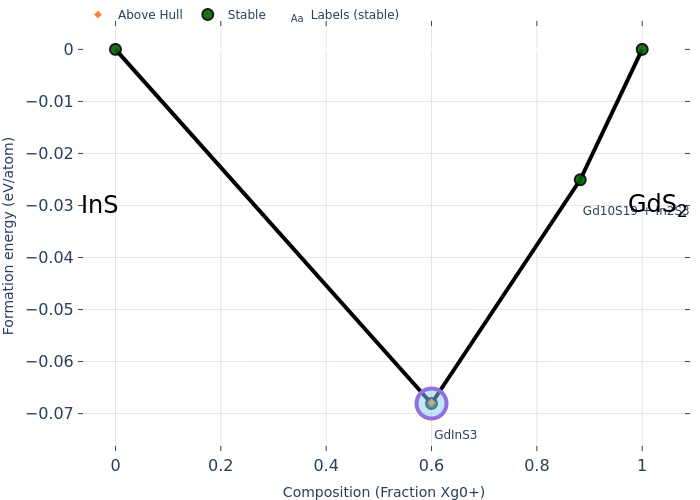 Above Hull Stable Aa Labels (stable)
0
−0.01
−0.02
−0.03
−0.04
−0.05
−0.06
−0.07
Formation energy (eV/atom)
InS
GdS2
Gd10S19 + In2S3
GdInS3
0 0.2 0.4 0.6 0.8 1
Composition (Fraction Xg0+)